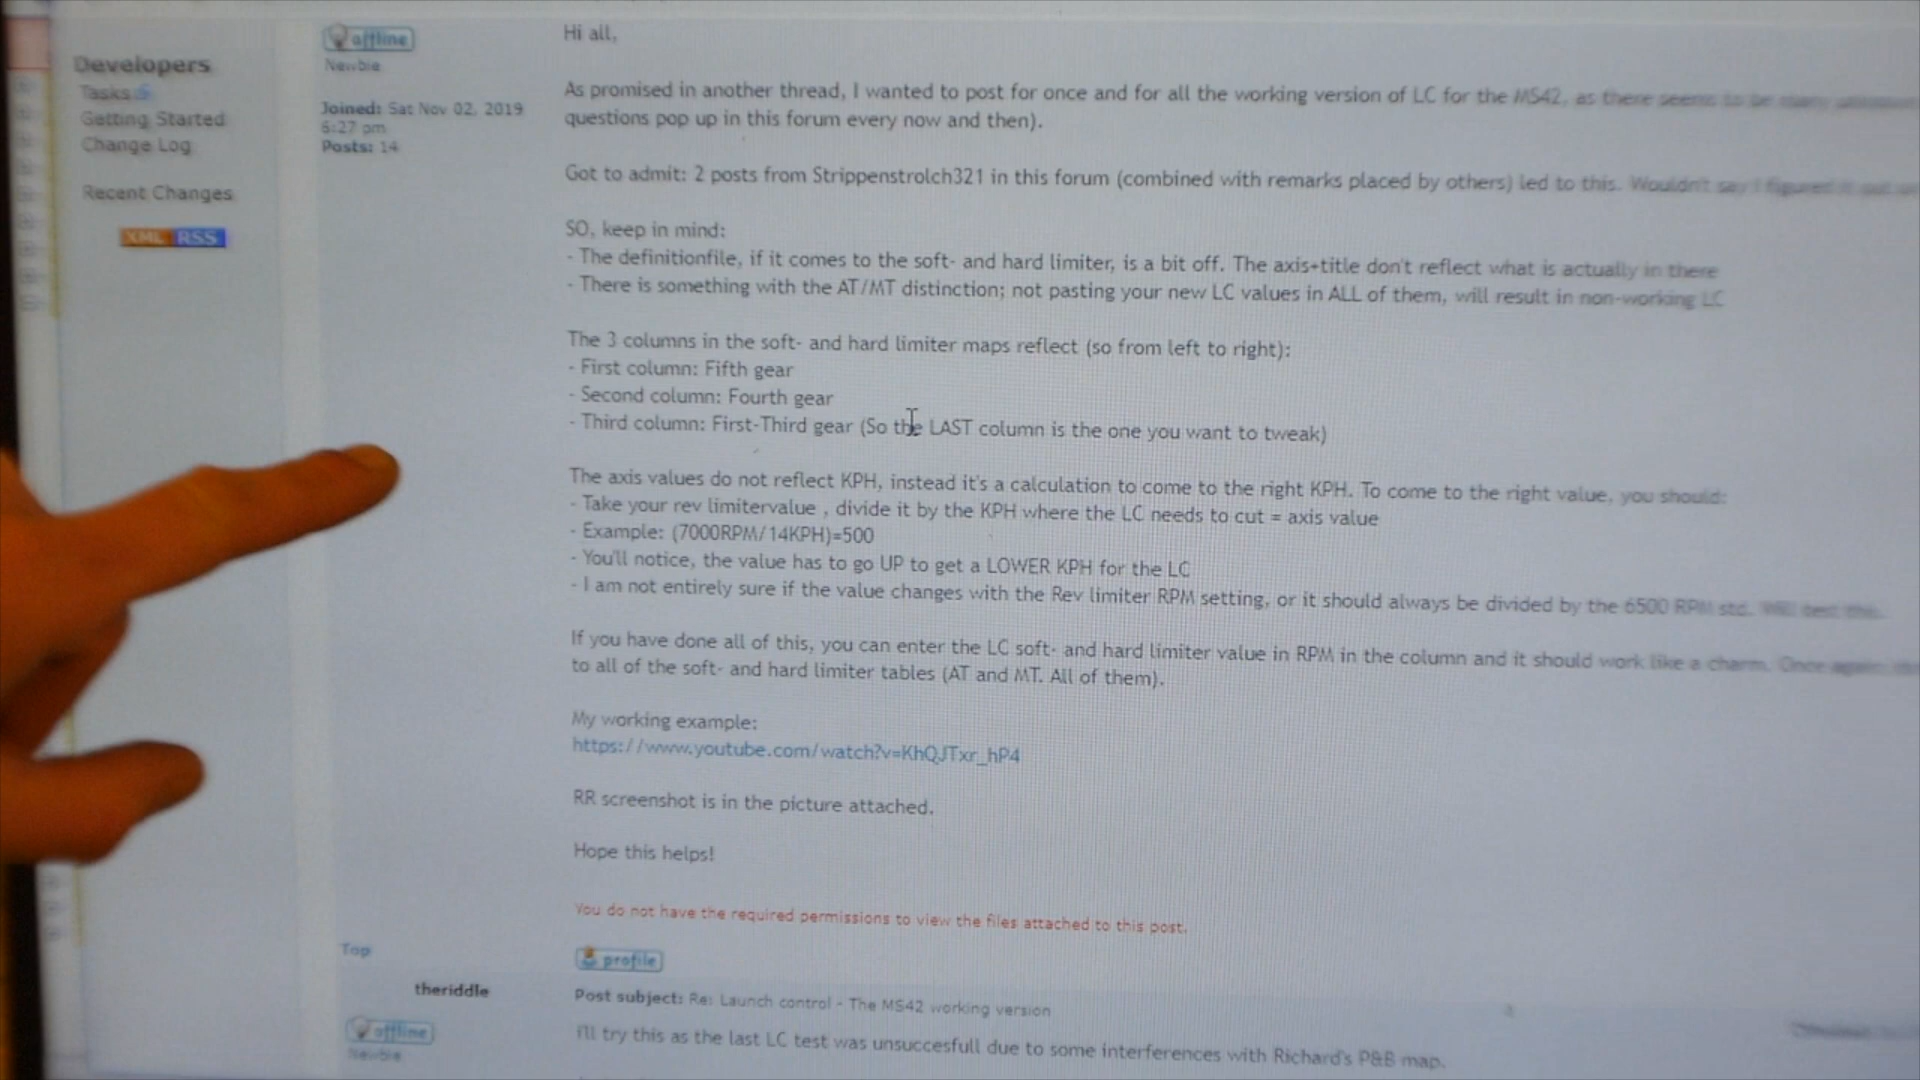 Developers
Tasks
Getting Started
Change Log
Recent Changes
XML RSS
offline
Newbie
Joined: Sat Nov 02, 2019
6:27 pm
Posts: 14
Hi all,
As promised in another thread, I wanted to post for once and for all the working version of LC for the MS42, as there seems to be many
questions pop up in this forum every now and then).
Got to admit: 2 posts from Strippenstrolch321 in this forum (combined with remarks placed by others) led to this. Wouldn't say I figured it out
SO, keep in mind:
- The definitionfile, if it comes to the soft- and hard limiter, is a bit off. The axis+title don't reflect what is actually in there
- There is something with the AT/MT distinction; not pasting your new LC values in ALL of them, will result in non-working LC
The 3 columns in the soft- and hard limiter maps reflect (so from left to right):
- First column: Fifth gear
- Second column: Fourth gear
- Third column: First-Third gear (So the LAST column is the one you want to tweak)
The axis values do not reflect KPH, instead it's a calculation to come to the right KPH. To come to the right value, you should:
- Take your rev limitervalue , divide it by the KPH where the LC needs to cut = axis value
- Example: (7000RPM/14KPH)=500
- You'll notice, the value has to go UP to get a LOWER KPH for the LC
- I am not entirely sure if the value changes with the Rev limiter RPM setting, or it should always be divided by the 6500 RPM std. Will test this.
If you have done all of this, you can enter the LC soft- and hard limiter value in RPM in the column and it should work like a charm. Once again
to all of the soft- and hard limiter tables (AT and MT. All of them).
My working example:
https://www.youtube.com/watch?v=KhQJTxr_hP4
RR screenshot is in the picture attached.
Hope this helps!
You do not have the required permissions to view the files attached to this post.
Top
profile
theriddle
Post subject: Re: Launch control - The MS42 working version
offline
Newbie
I'll try this as the last LC test was unsuccesfull due to some interferences with Richard's P&B map.